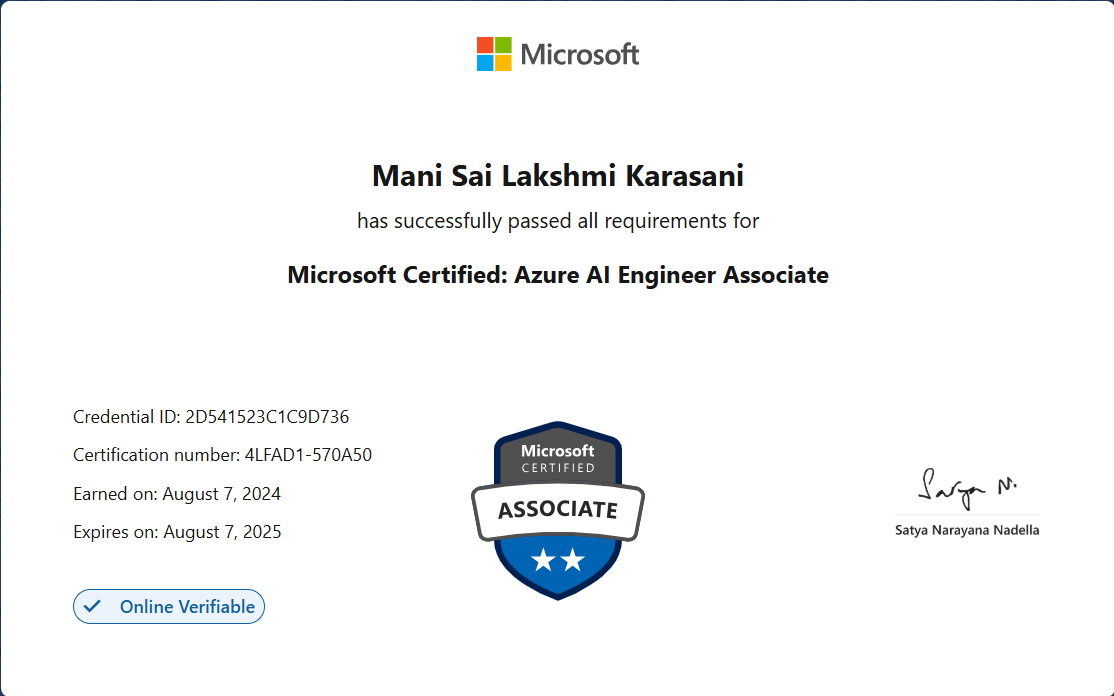 Microsoft
Mani Sai Lakshmi Karasani
has successfully passed all requirements for
Microsoft Certified: Azure AI Engineer Associate
Credential ID: 2D541523C1C9D736
Certification number: 4LFAD1-570A50
Earned on: August 7, 2024
Expires on: August 7, 2025
Online Verifiable
Microsoft
CERTIFIED
ASSOCIATE
Satya N.
Satya Narayana Nadella